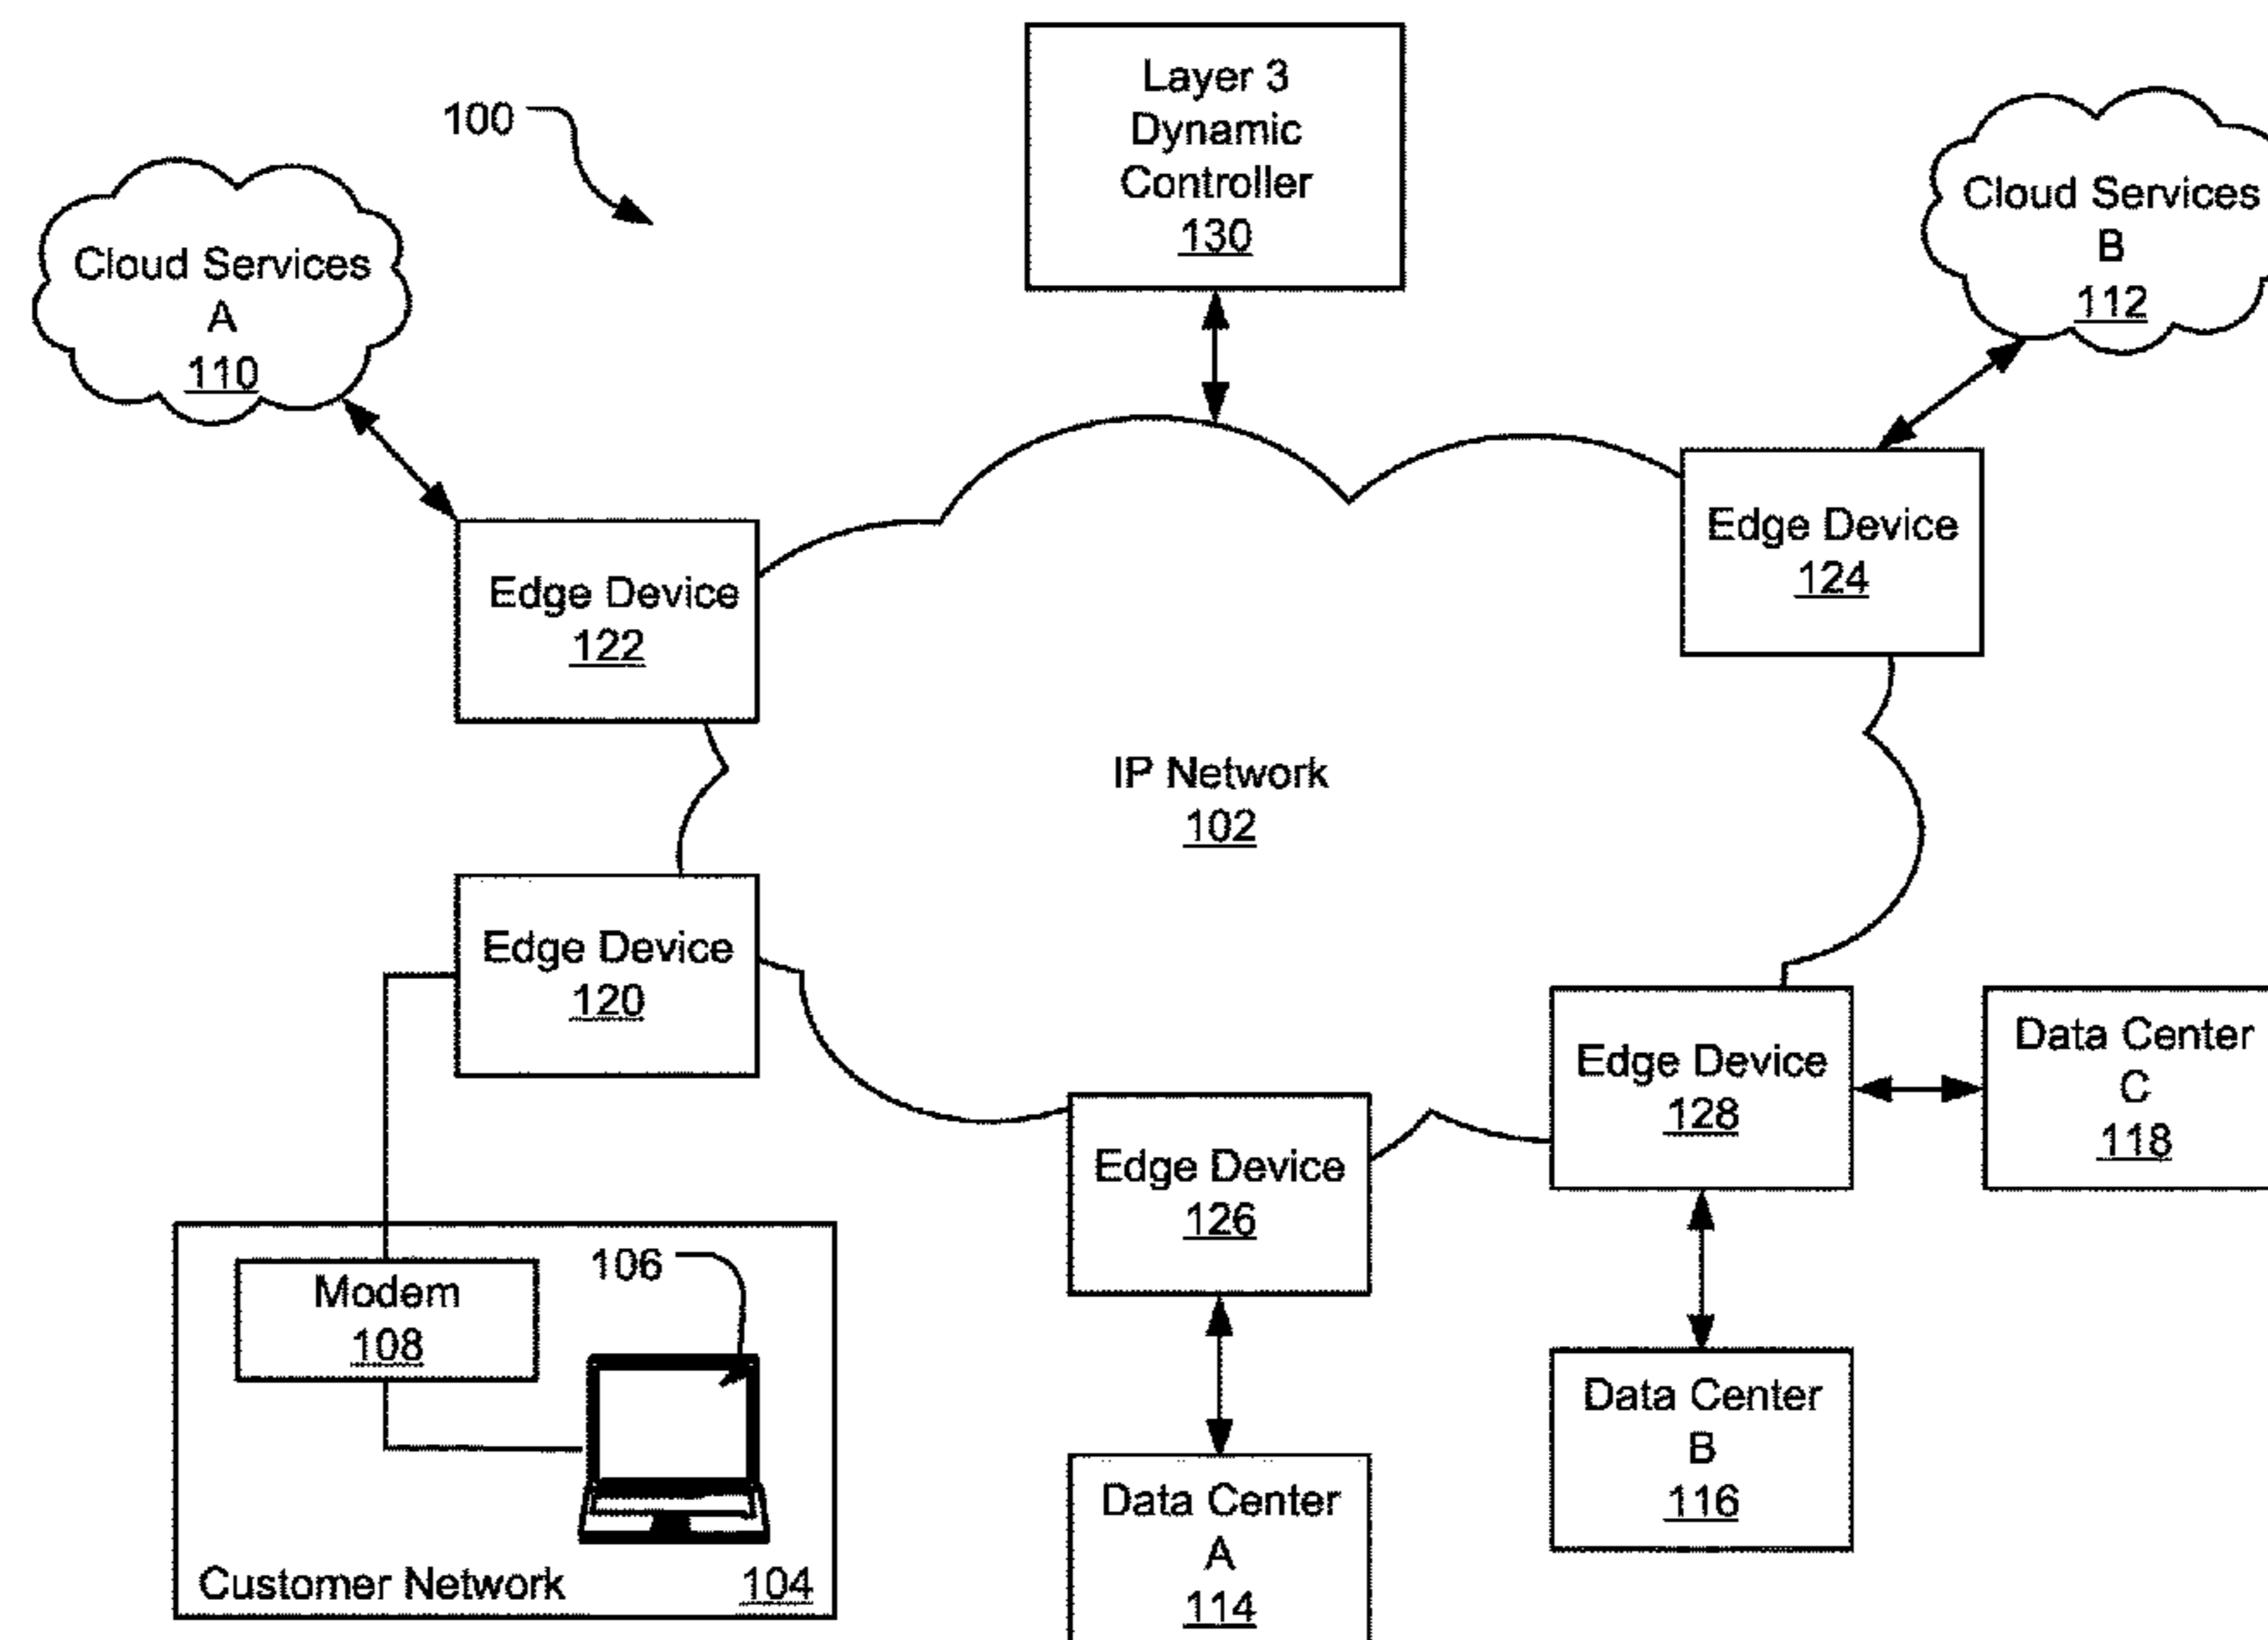 100
Layer 3
Dynamic
Controller
130
Cloud Services
A
110
Cloud Services
B
112
Edge Device
122
Edge Device
124
IP Network
102
Edge Device
120
Edge Device
126
Edge Device
128
Data Center
C
118
Modem
108
106
Customer Network 104
Data Center
A
114
Data Center
B
116